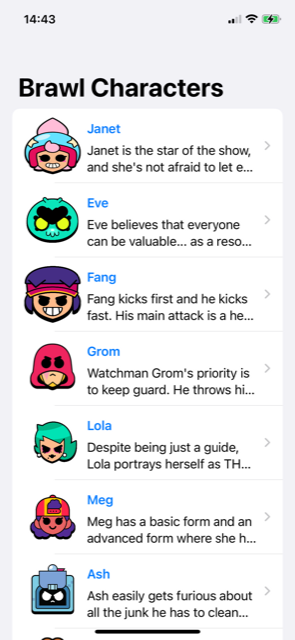 14:43
Brawl Characters
Janet
Janet is the star of the show,
and she's not afraid to let e...
Eve
Eve believes that everyone
can be valuable... as a reso...
Fang
Fang kicks first and he kicks
fast. His main attack is a he...
Grom
Watchman Grom's priority is
to keep guard. He throws hi...
Lola
Despite being just a guide,
Lola portrays herself as TH...
Meg
Meg has a basic form and an
advanced form where she h...
Ash
Ash easily gets furious about
all the junk he has to clean...